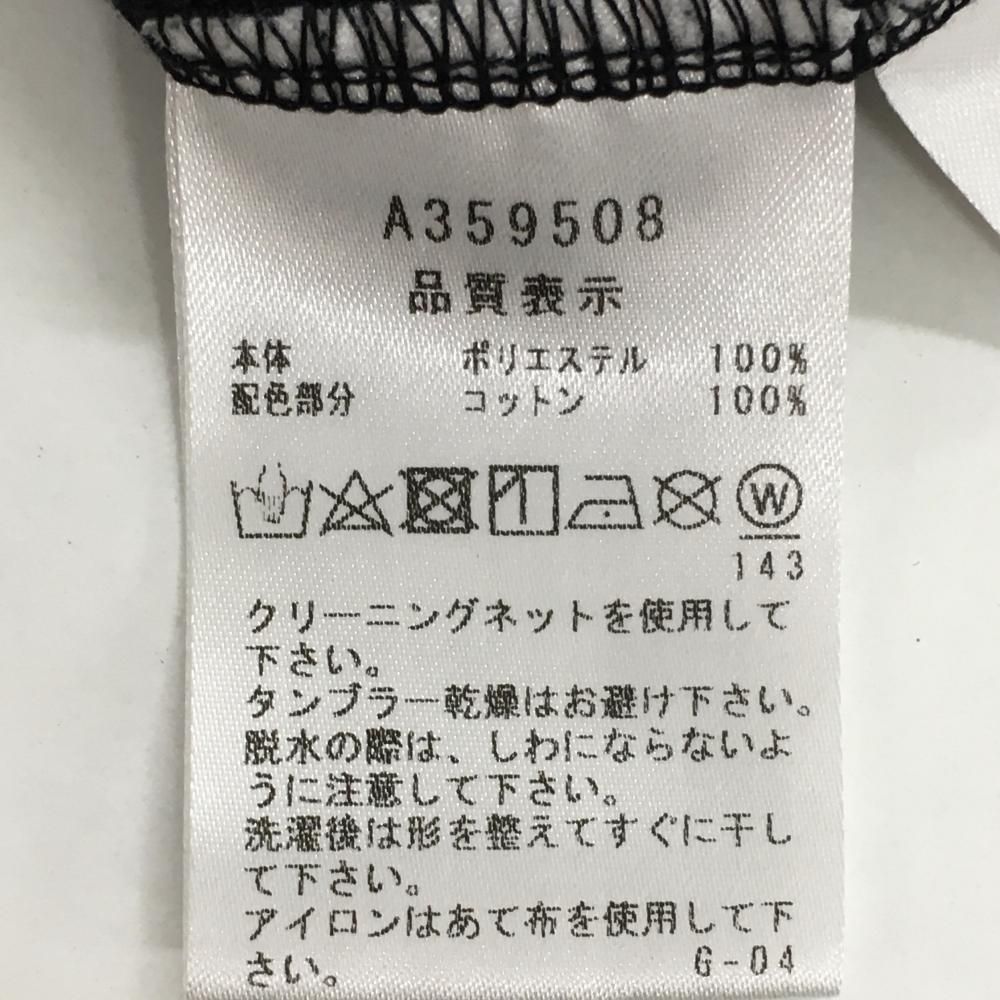 A359508
品質表示
本体 ポリエステル 100%
配色部分 コットン 100%
W
143
クリーニングネットを使用して
下さい。
タンブラー乾燥はお避け下さい。
脱水の際は、しわにならないよ
うに注意して下さい。
洗濯後は形を整えてすぐに干し
て下さい。
アイロンはあて布を使用して下
さい。 G-04